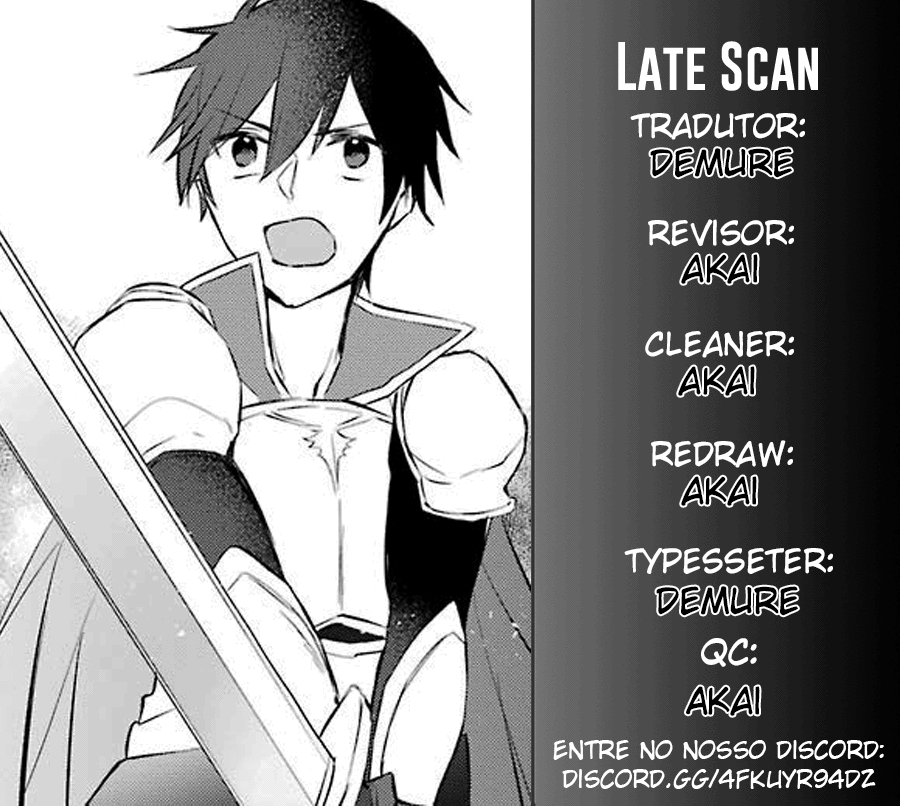 LATE SCAN
TRADUTOR:
DEMURE
REVISOR:
AKAI
CLEANER:
AKAI
REDRAW:
AKAI
TYPESSETER:
DEMURE
QC:
AKAI
ENTRE NO NOSSO DISCORD:
DISCORD.GG/4FKUYR94DZ